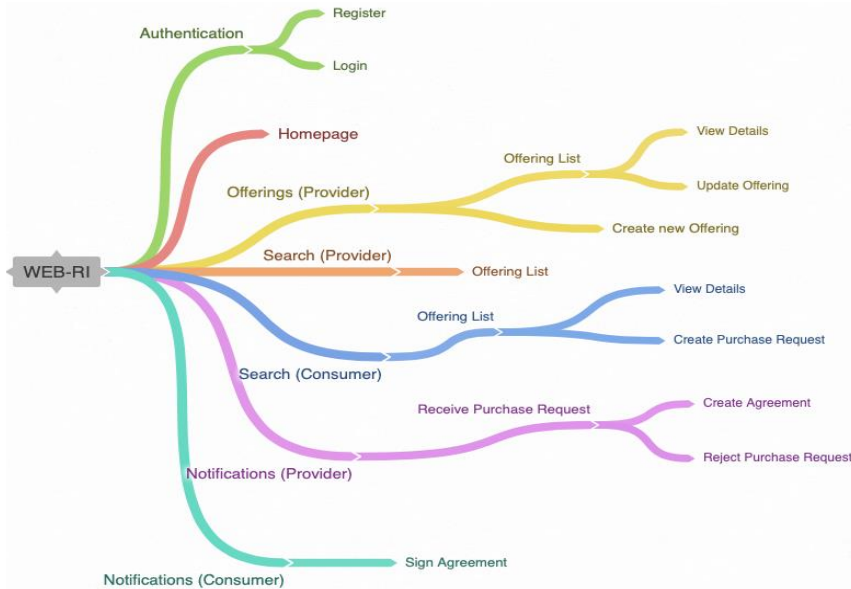 Register
Authentication
Login
Homepage
View Details
Offering List
Offerings (Provider)
Update Offering
Create new Offering
Search (Provider)
WEB-RI
Offering List
View Details
Offering List
Create Purchase Request
Search (Consumer)
Create Agreement
Receive Purchase Request
Reject Purchase Request
Notifications (Provider)
Sign Agreement
Notifications (Consumer)